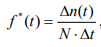 f*(t) = Δn(t) / (N · Δt),